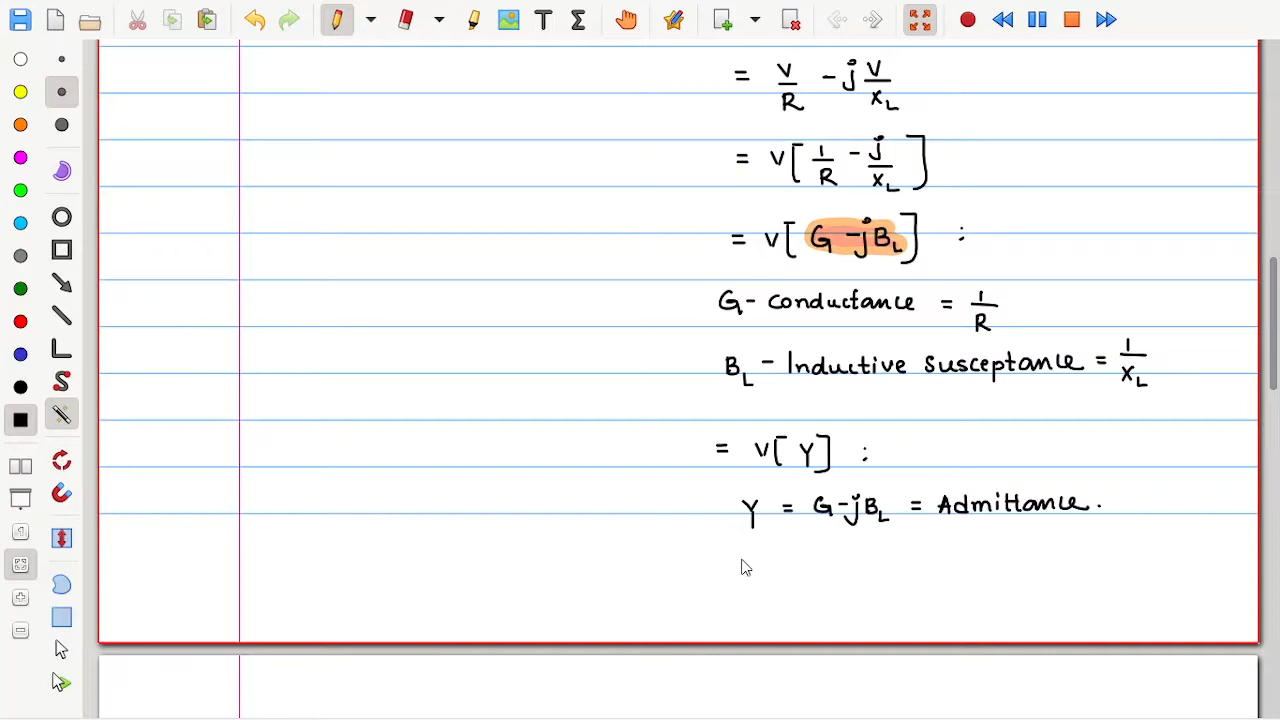 = V/R - j V/X_L
= V[ 1/R - j/X_L ]
= V[ G - jB_L ] :
G - conductance = 1/R
B_L - Inductive susceptance = 1/X_L
= V[ Y ] :
Y = G - jB_L = Admittance.